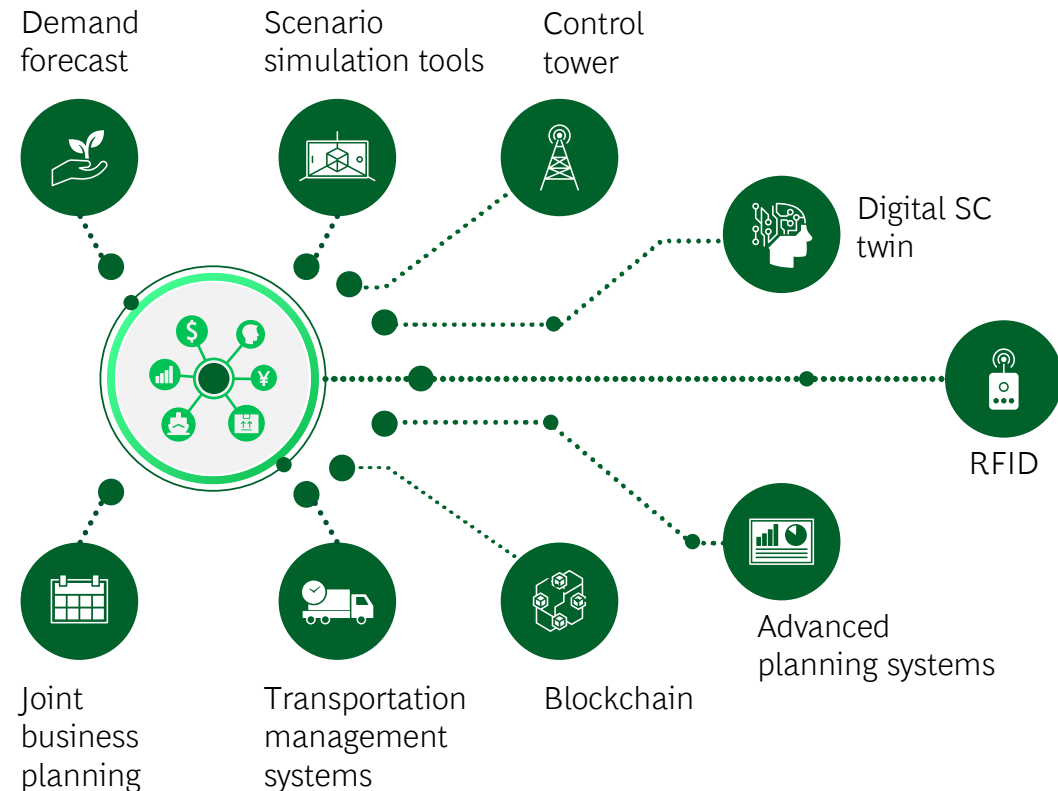 Demand
forecast
Scenario
simulation tools
Control
tower
Digital SC
twin
$
¥
RFID
Advanced
planning systems
Joint
business
planning
Transportation
management
systems
Blockchain